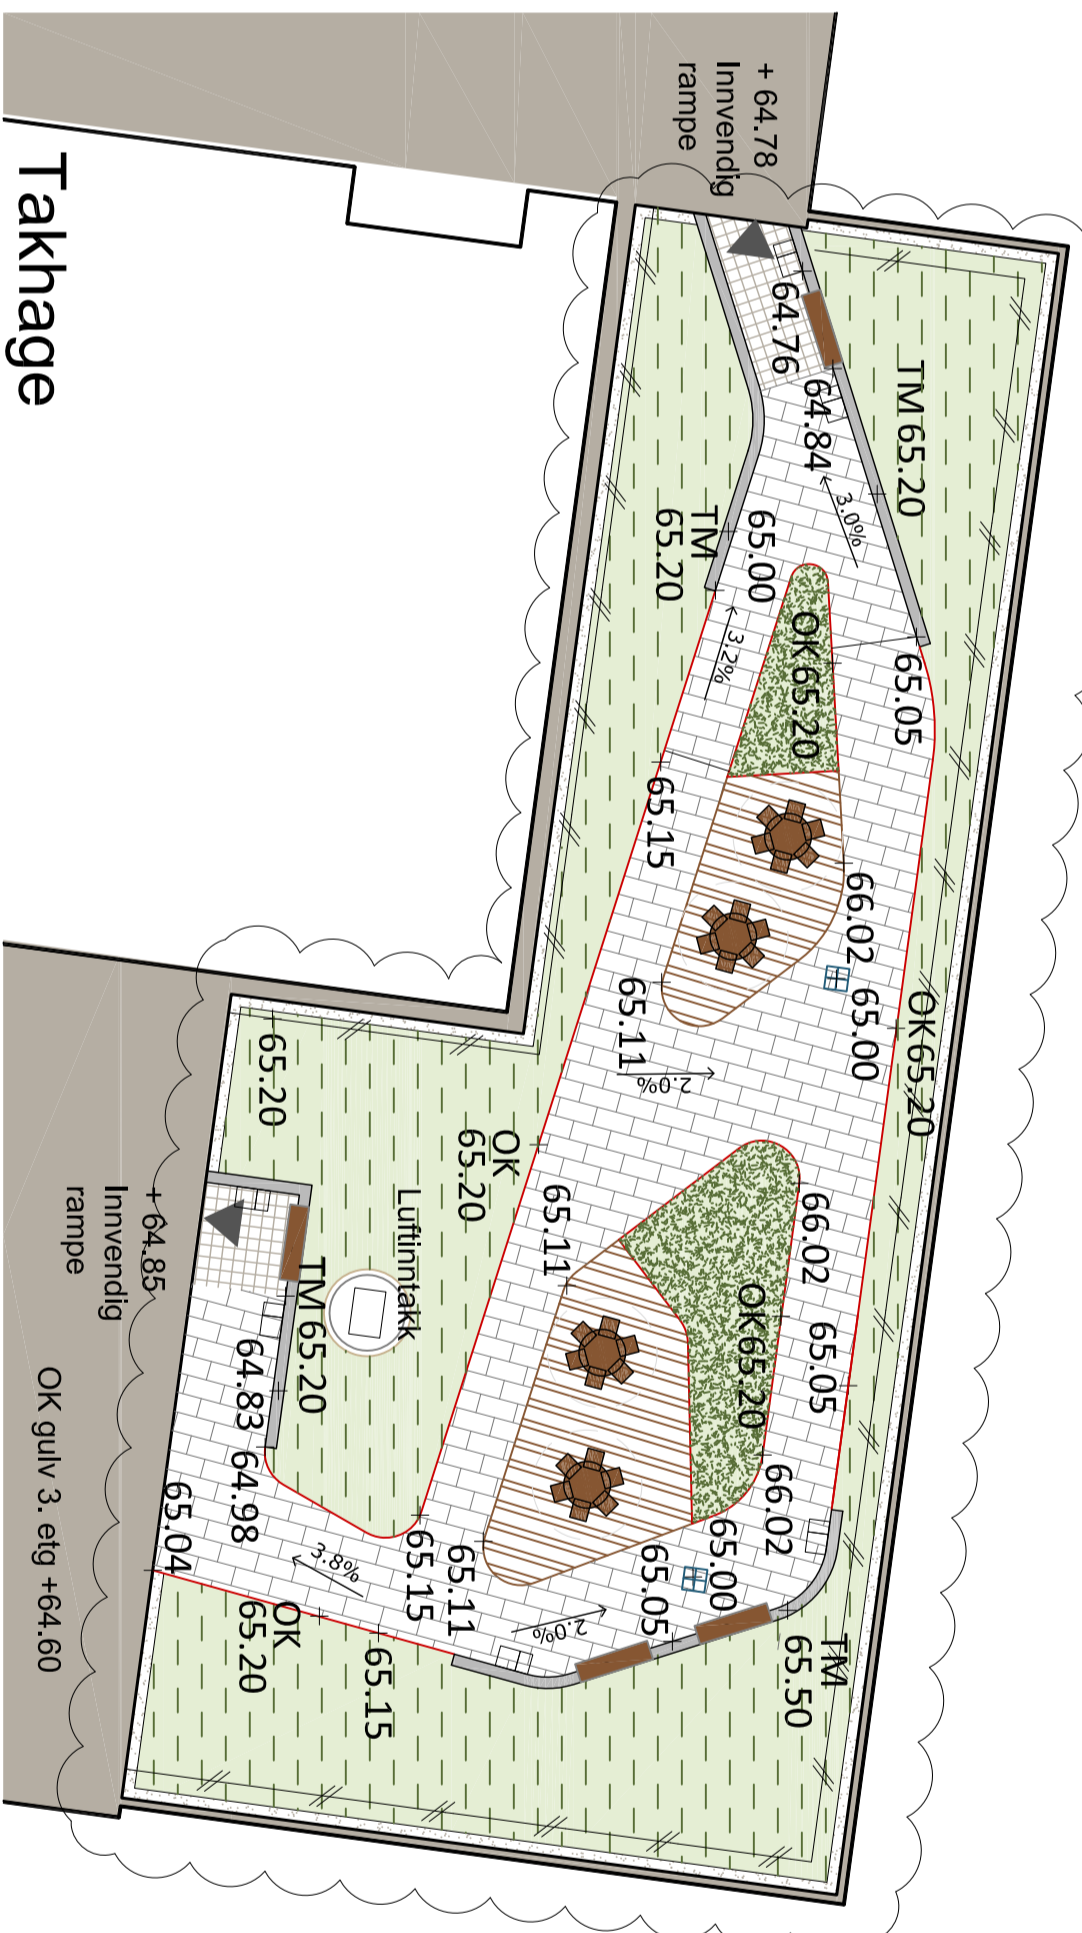 Takhage
+ 64.78
Innvendig
rampe
64.76
64.84
TM 65.20
3.0%
TM
65.20
65.00
3.2%
OK 65.20
65.05
65.15
66.02
65.00
OK 65,20
65.11
2.0%
65.20
OK
65.20
65.11
66.02
OK 65.20
65.05
66.02
Luftinntakk
TM 65.20
+ 64.85
Innvendig
rampe
64.83
64.98
65.04
OK gulv 3. etg +64.60
3.8%
65.15
65.11
2.0%
65.05
65.00
TM
65.50
OK
65.20
65.15